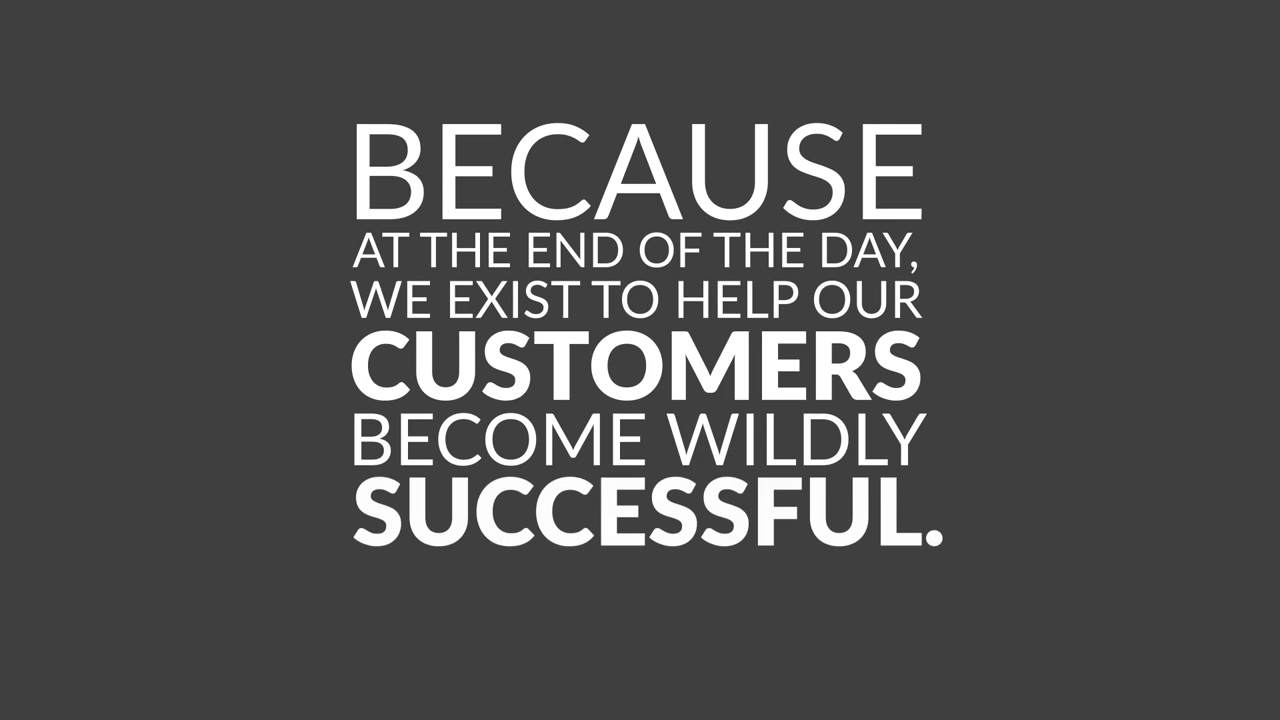 BECAUSE
AT THE END OF THE DAY,
WE EXIST TO HELP OUR
CUSTOMERS
BECOME WILDLY
SUCCESSFUL.